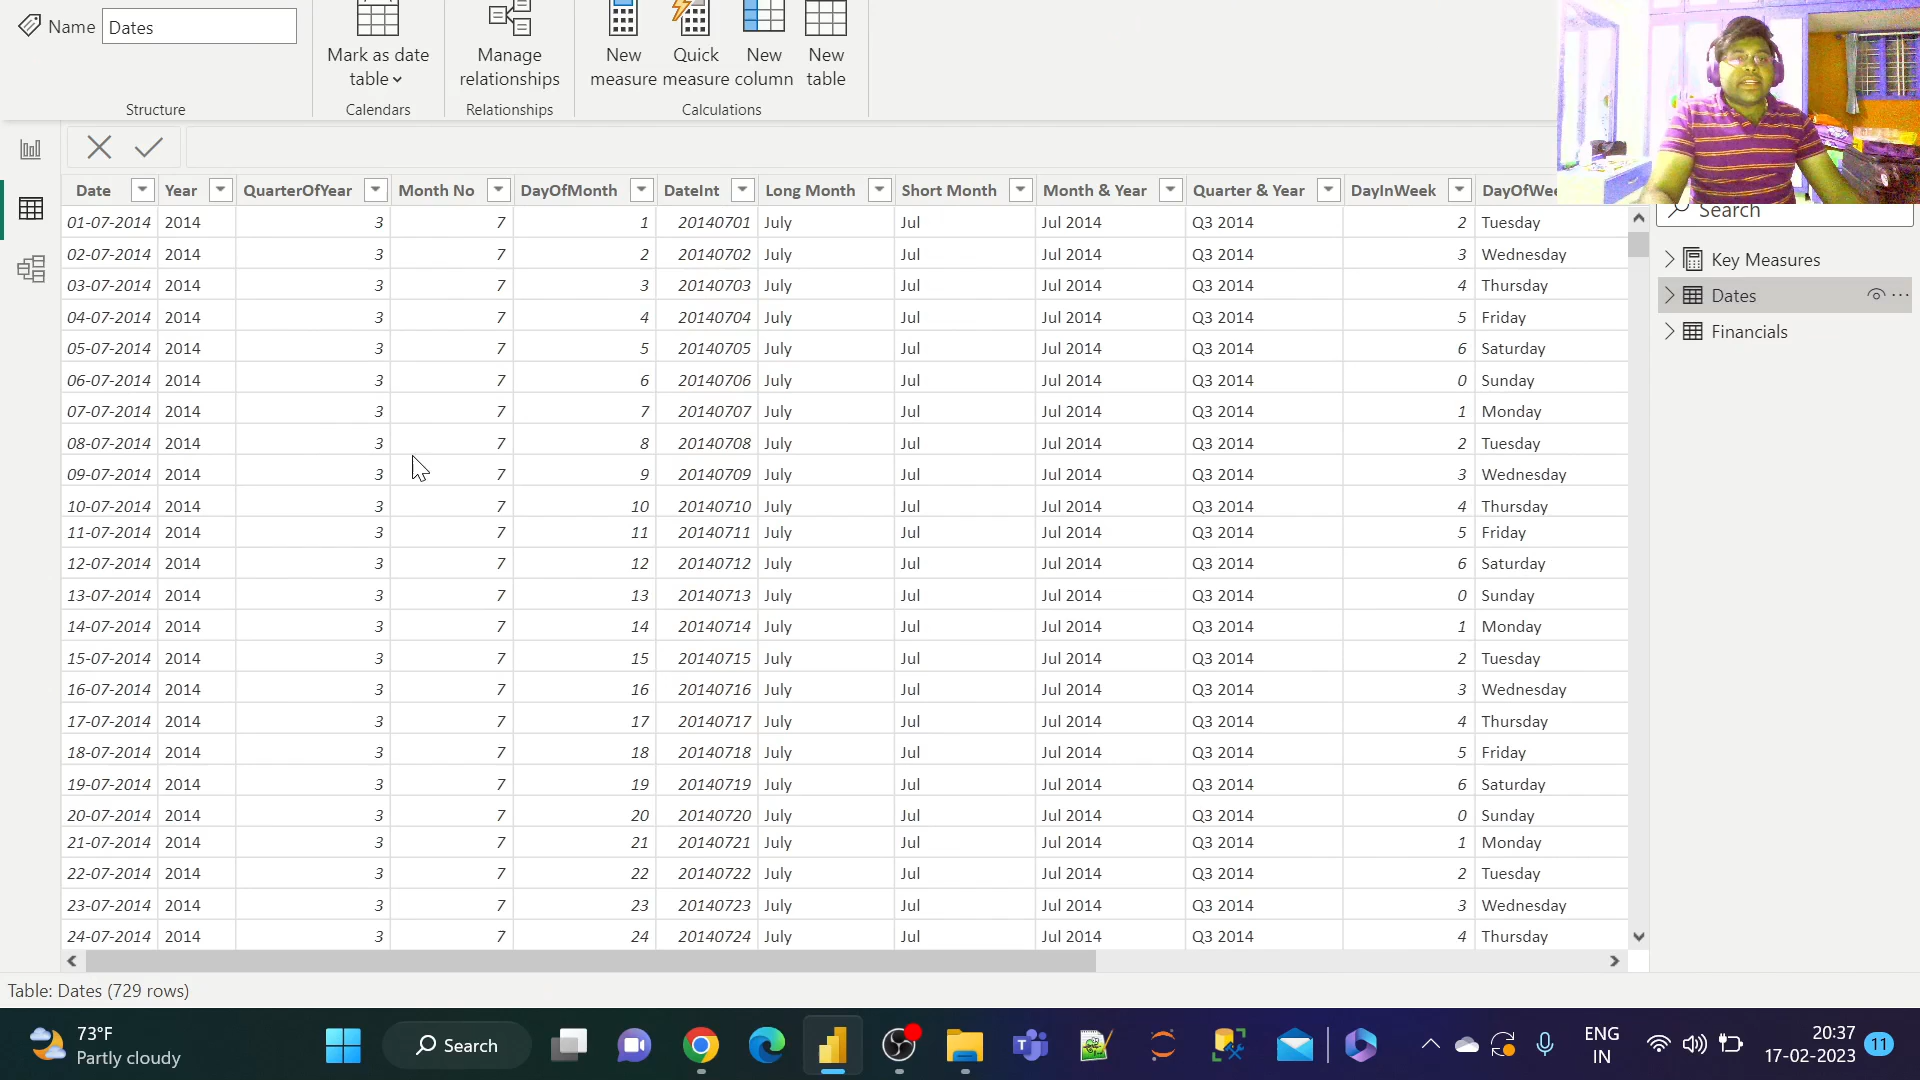 Name Dates
Mark as date table
Manage relationships
New measure
Quick measure
New column
New table
Structure Calendars Relationships Calculations
Date Year QuarterOfYear Month No DayOfMonth DateInt Long Month Short Month Month & Year Quarter & Year DayInWeek DayOfWee
01-07-2014 2014 3 7 1 20140701 July Jul Jul 2014 Q3 2014 2 Tuesday
02-07-2014 2014 3 7 2 20140702 July Jul Jul 2014 Q3 2014 3 Wednesday
03-07-2014 2014 3 7 3 20140703 July Jul Jul 2014 Q3 2014 4 Thursday
04-07-2014 2014 3 7 4 20140704 July Jul Jul 2014 Q3 2014 5 Friday
05-07-2014 2014 3 7 5 20140705 July Jul Jul 2014 Q3 2014 6 Saturday
06-07-2014 2014 3 7 6 20140706 July Jul Jul 2014 Q3 2014 0 Sunday
07-07-2014 2014 3 7 7 20140707 July Jul Jul 2014 Q3 2014 1 Monday
08-07-2014 2014 3 7 8 20140708 July Jul Jul 2014 Q3 2014 2 Tuesday
09-07-2014 2014 3 7 9 20140709 July Jul Jul 2014 Q3 2014 3 Wednesday
10-07-2014 2014 3 7 10 20140710 July Jul Jul 2014 Q3 2014 4 Thursday
11-07-2014 2014 3 7 11 20140711 July Jul Jul 2014 Q3 2014 5 Friday
12-07-2014 2014 3 7 12 20140712 July Jul Jul 2014 Q3 2014 6 Saturday
13-07-2014 2014 3 7 13 20140713 July Jul Jul 2014 Q3 2014 0 Sunday
14-07-2014 2014 3 7 14 20140714 July Jul Jul 2014 Q3 2014 1 Monday
15-07-2014 2014 3 7 15 20140715 July Jul Jul 2014 Q3 2014 2 Tuesday
16-07-2014 2014 3 7 16 20140716 July Jul Jul 2014 Q3 2014 3 Wednesday
17-07-2014 2014 3 7 17 20140717 July Jul Jul 2014 Q3 2014 4 Thursday
18-07-2014 2014 3 7 18 20140718 July Jul Jul 2014 Q3 2014 5 Friday
19-07-2014 2014 3 7 19 20140719 July Jul Jul 2014 Q3 2014 6 Saturday
20-07-2014 2014 3 7 20 20140720 July Jul Jul 2014 Q3 2014 0 Sunday
21-07-2014 2014 3 7 21 20140721 July Jul Jul 2014 Q3 2014 1 Monday
22-07-2014 2014 3 7 22 20140722 July Jul Jul 2014 Q3 2014 2 Tuesday
23-07-2014 2014 3 7 23 20140723 July Jul Jul 2014 Q3 2014 3 Wednesday
24-07-2014 2014 3 7 24 20140724 July Jul Jul 2014 Q3 2014 4 Thursday
Search
Key Measures
Dates
Financials
Table: Dates (729 rows)
73°F
Partly cloudy
Search
ENG
IN
20:37
17-02-2023
11